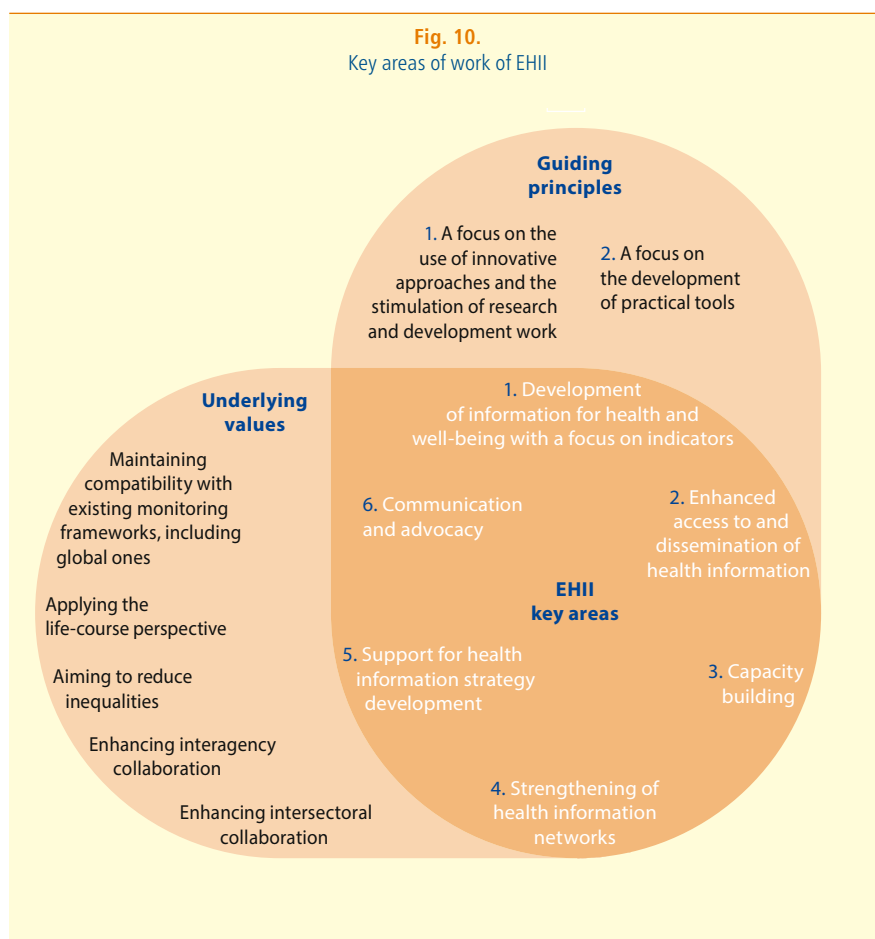 Fig. 10.
Key areas of work of EHII
Guiding
principles
1. A focus on the
use of innovative
approaches and the
stimulation of research
and development work
2. A focus on
the development
of practical tools
Underlying
values
Maintaining
compatibility with
existing monitoring
frameworks, including
global ones
Applying the
life-course perspective
Aiming to reduce
inequalities
Enhancing interagency
collaboration
Enhancing intersectoral
collaboration
1. Development
of information for health and
well-being with a focus on indicators
2. Enhanced
access to and
dissemination of
health information
3. Capacity
building
4. Strengthening of
health information
networks
5. Support for health
information strategy
development
6. Communication
and advocacy
EHII
key areas